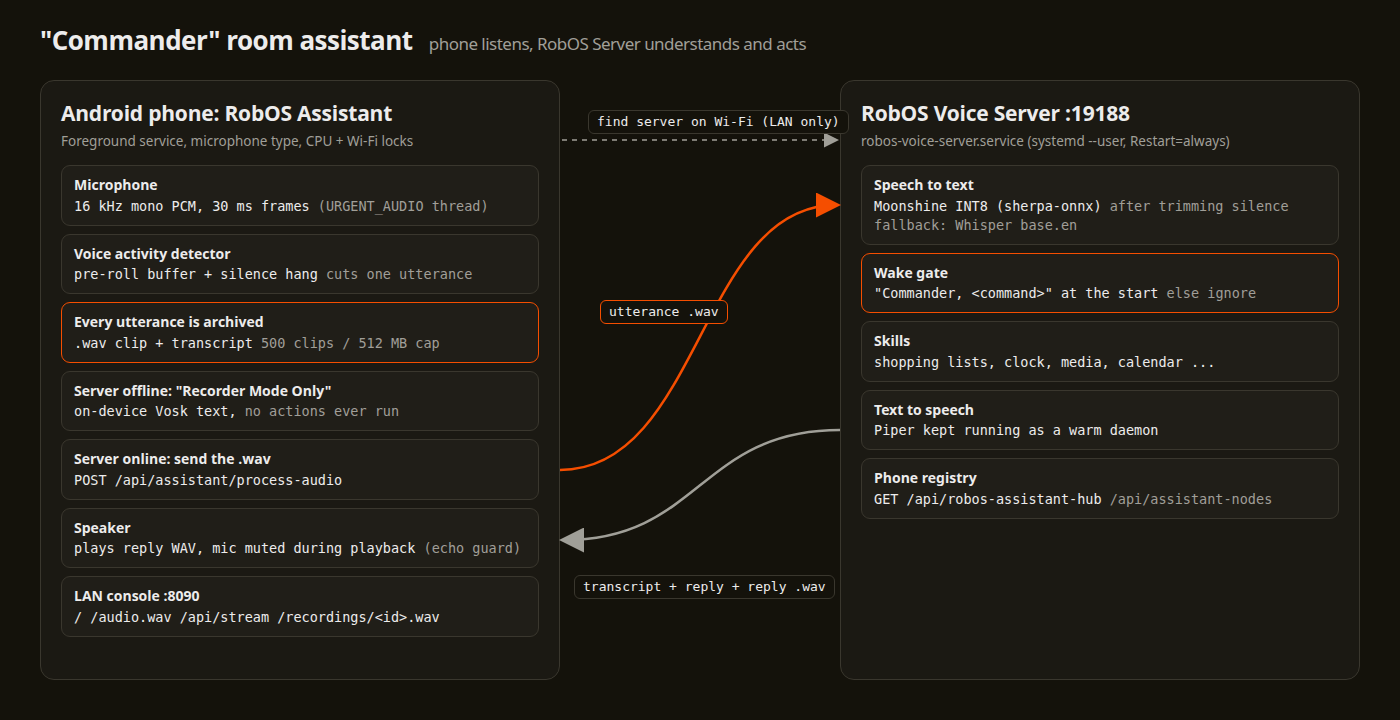 "Commander" room assistant phone listens, RobOS Server understands and acts
Android phone: RobOS Assistant
Foreground service, microphone type, CPU + Wi-Fi locks
Microphone
16 kHz mono PCM, 30 ms frames (URGENT_AUDIO thread)
Voice activity detector
pre-roll buffer + silence hang cuts one utterance
Every utterance is archived
.wav clip + transcript 500 clips / 512 MB cap
Server offline: "Recorder Mode Only"
on-device Vosk text, no actions ever run
Server online: send the .wav
POST /api/assistant/process-audio
Speaker
plays reply WAV, mic muted during playback (echo guard)
LAN console :8090
/ /audio.wav /api/stream /recordings/<id>.wav
find server on Wi-Fi (LAN only)
utterance .wav
transcript + reply + reply .wav
RobOS Voice Server :19188
robos-voice-server.service (systemd --user, Restart=always)
Speech to text
Moonshine INT8 (sherpa-onnx) after trimming silence
fallback: Whisper base.en
Wake gate
"Commander, <command>" at the start else ignore
Skills
shopping lists, clock, media, calendar ...
Text to speech
Piper kept running as a warm daemon
Phone registry
GET /api/robos-assistant-hub /api/assistant-nodes